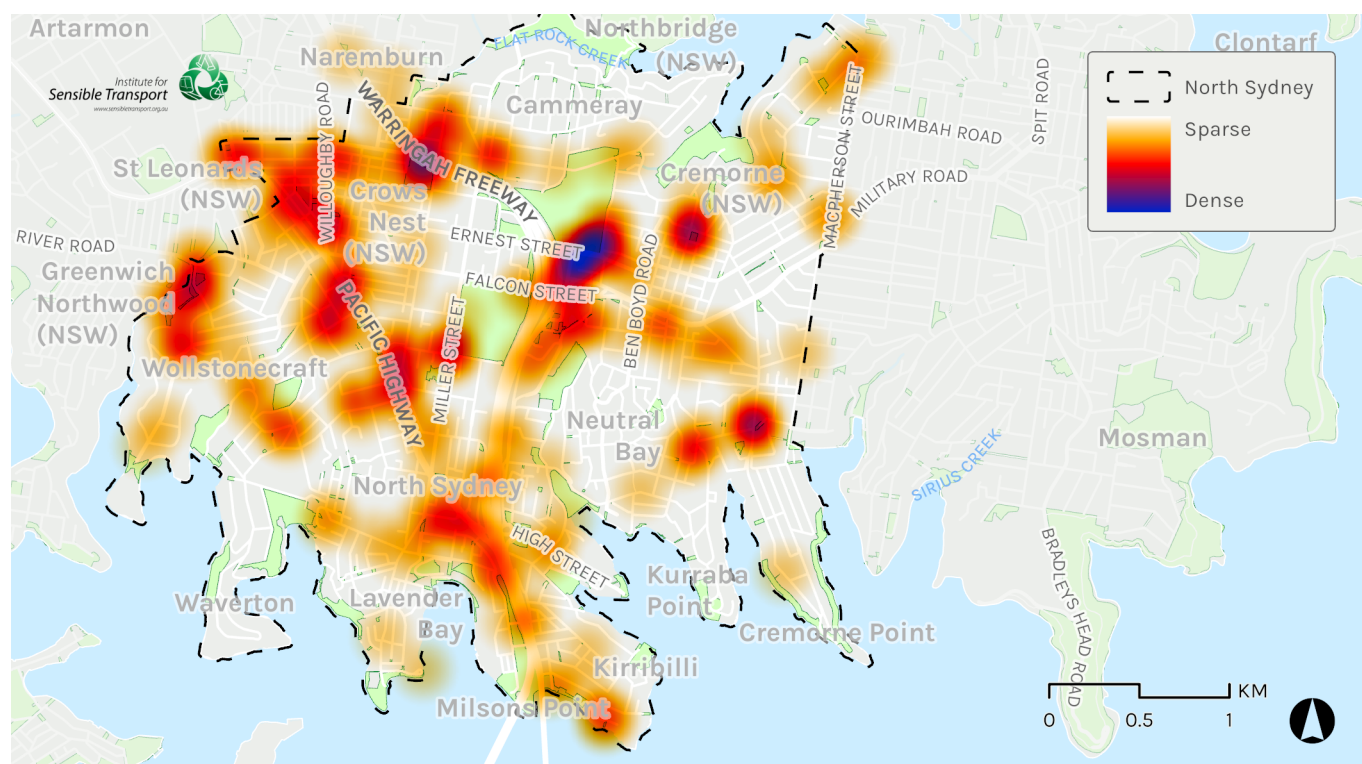 Artarmon
Northbridge
(NSW)
FLAT ROCK CREEK
Clontarf
Naremburn
Institute for
Sensible Transport
www.sensibletransport.org.au
North Sydney
Sparse
Dense
Cammeray
WARRINGAH FREEWAY
WILLOUGHBY ROAD
OURIMBAH ROAD
SPIT ROAD
MACPHERSON STREET
MILITARY ROAD
St Leonards
(NSW)
Crows
Nest
(NSW)
Cremorne
(NSW)
RIVER ROAD
ERNEST STREET
FALCON STREET
BEN BOYD ROAD
Greenwich
Northwood
(NSW)
PACIFIC HIGHWAY
MILLER STREET
Wollstonecraft
Neutral
Bay
Mosman
SIRIUS CREEK
North Sydney
HIGH STREET
BRADLEYS HEAD ROAD
Waverton
Lavender
Bay
Kurraba
Point
Cremorne Point
Kirribilli
Milsons Point
KM
0 0.5 1